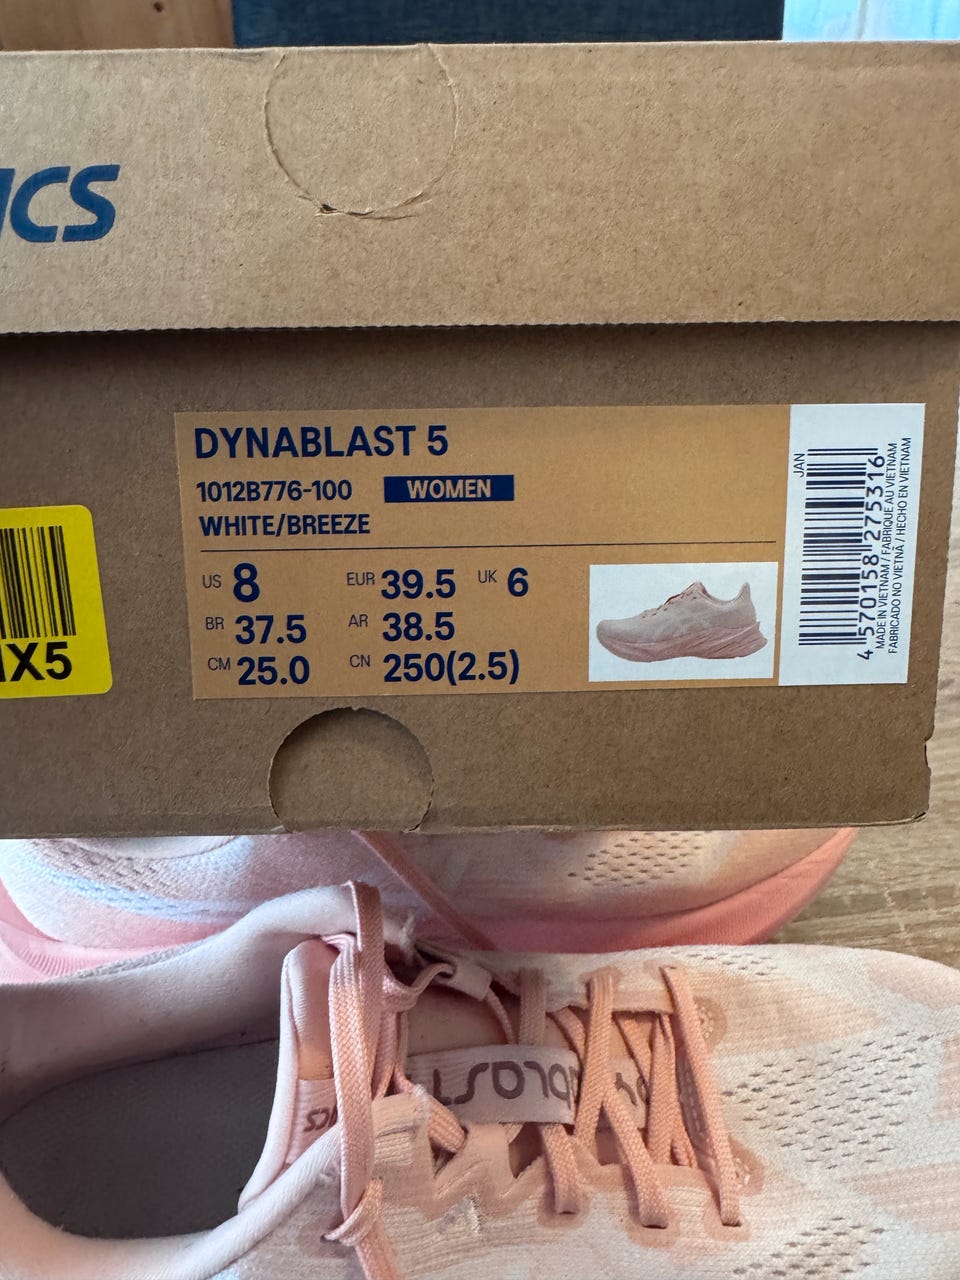 ICS
DYNABLAST 5
1012B776-100 WOMEN
WHITE/BREEZE
US 8 EUR 39.5 UK 6
BR 37.5 AR 38.5
CM 25.0 CN 250(2.5)
JAN
4 570158 275316
MADE IN VIETNAM / FABRIQUE AU VIETNAM
FABRICADO NO VIETNÃ / HECHO EN VIETNAM
X5